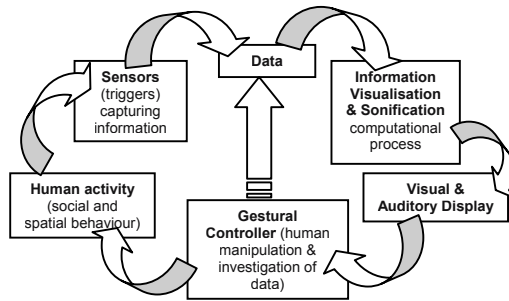 Data
Sensors
(triggers)
capturing
information
Information
Visualisation
& Sonification
computational
process
Human activity
(social and
spatial behaviour)
Visual &
Auditory Display
Gestural
Controller (human
manipulation &
investigation of
data)